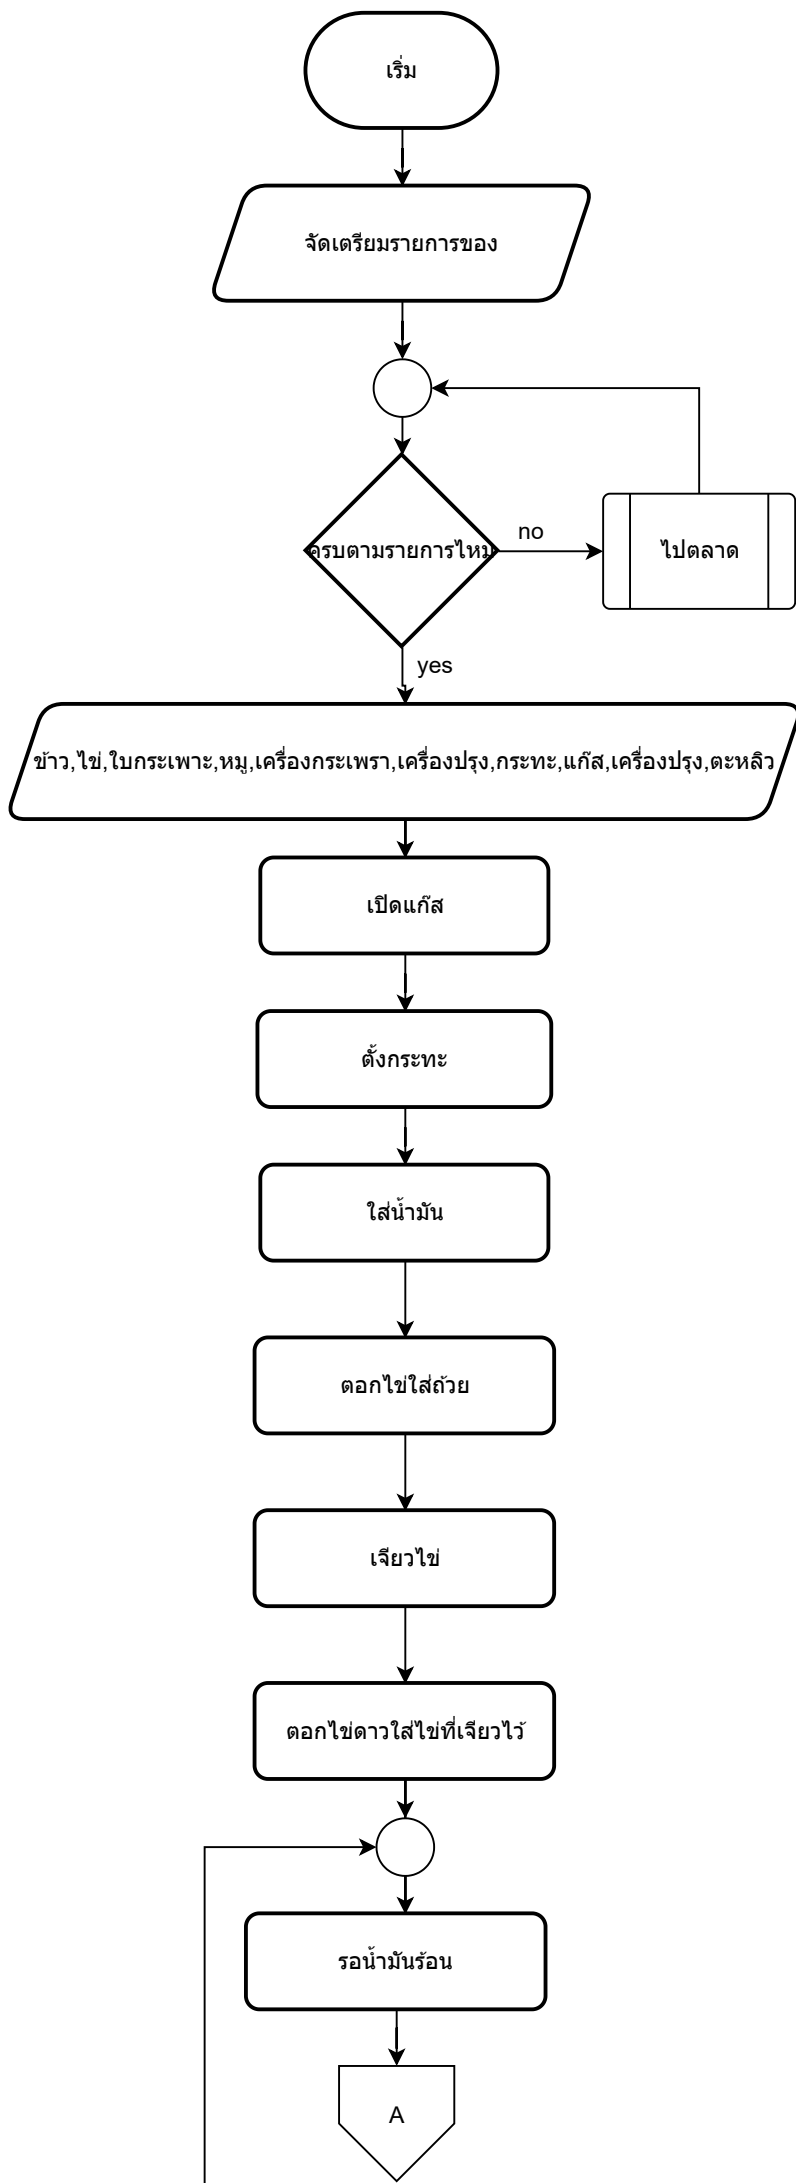 เริ่ม
จัดเตรียมรายการของ
ครบตามรายการไหม
no
ไปตลาด
yes
ข้าว,ไข่,ใบกระเพาะ,หมู,เครื่องกระเพรา,เครื่องปรุง,กระทะ,แก๊ส,เครื่องปรุง,ตะหลิว
เปิดแก๊ส
ตั้งกระทะ
ใส่น้ำมัน
ตอกไข่ใส่ถ้วย
เจียวไข่
ตอกไข่ดาวใส่ไข่ที่เจียวไว้
รอน้ำมันร้อน
A